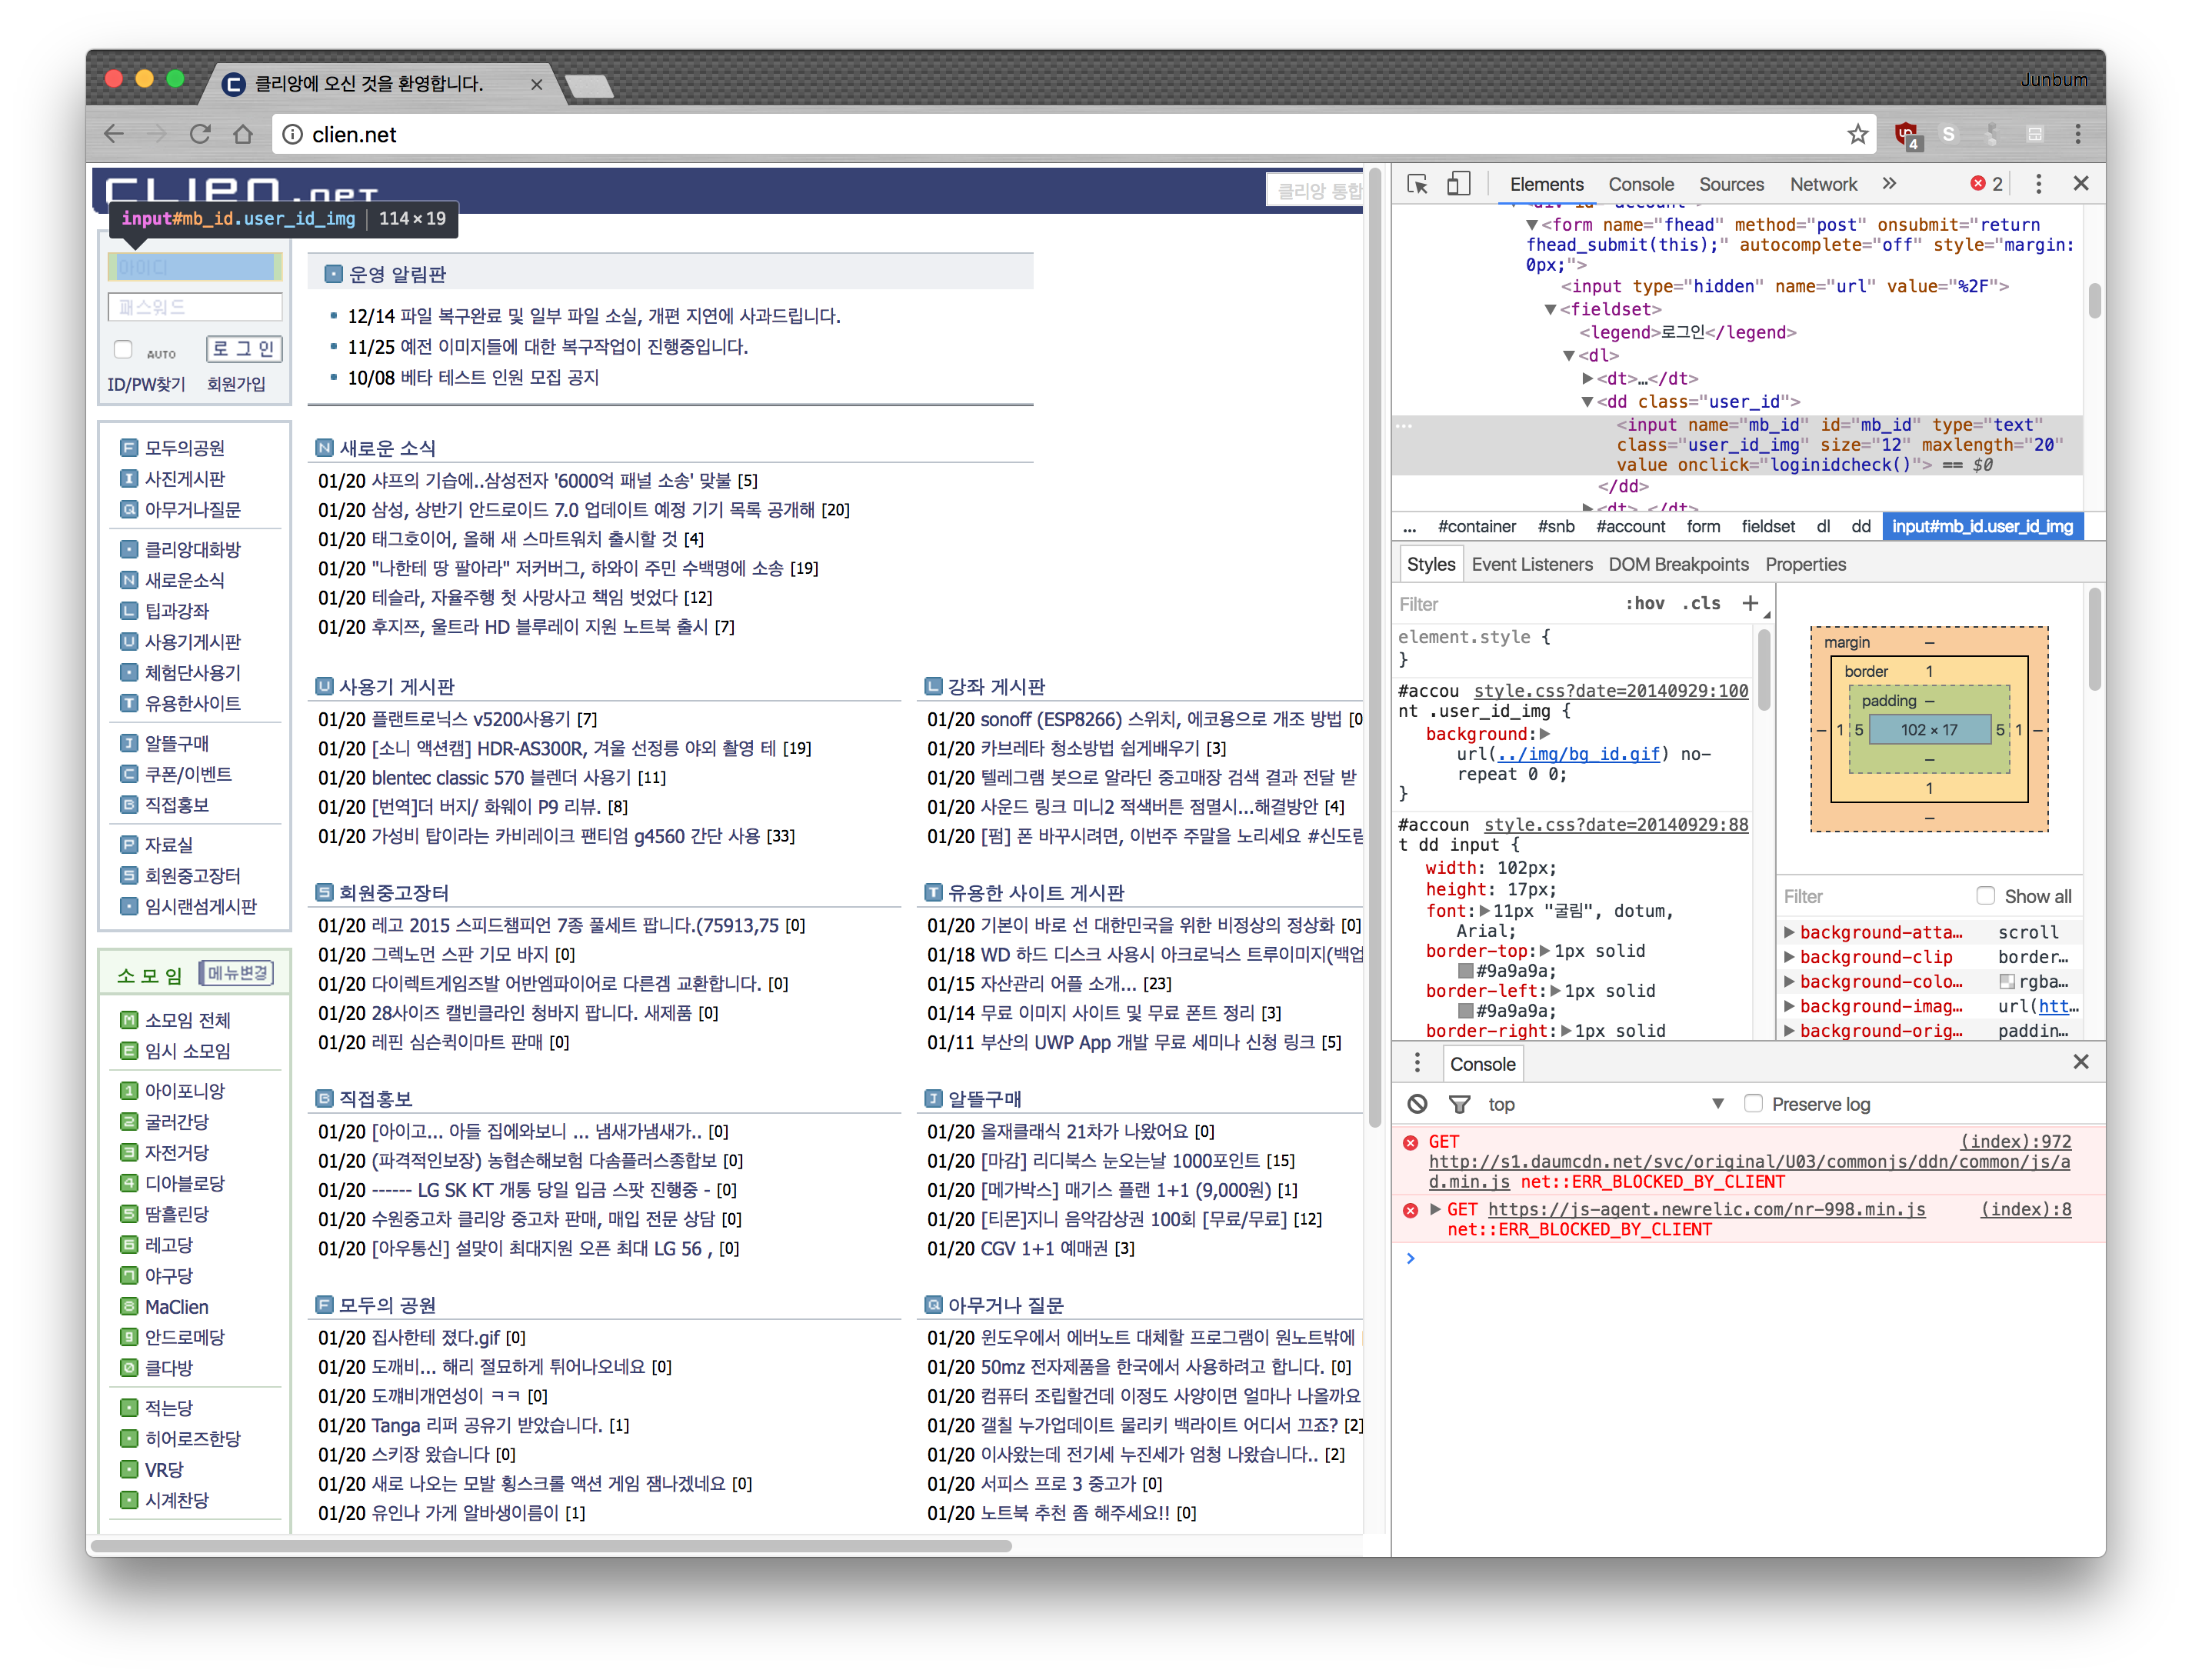 클리앙에 오신 것을 환영합니다.
Junbum
clien.net
4
S
CLIEN.NET
클리앙 통합
input#mb_id.user_id_img | 114 × 19
아이디
패스워드
AUTO
로그인
ID/PW찾기 회원가입
운영 알림판
12/14 파일 복구완료 및 일부 파일 소실, 개편 지연에 사과드립니다.
11/25 예전 이미지들에 대한 복구작업이 진행중입니다.
10/08 베타 테스트 인원 모집 공지
F 모두의공원
I 사진게시판
Q 아무거나질문
클리앙대화방
N 새로운소식
L 팁과강좌
U 사용기게시판
체험단사용기
T 유용한사이트
J 알뜰구매
C 쿠폰/이벤트
B 직접홍보
P 자료실
S 회원중고장터
임시랜섬게시판
소모임 메뉴변경
M 소모임 전체
E 임시 소모임
1 아이포니앙
2 굴러간당
3 자전거당
4 디아블로당
5 땀흘린당
6 레고당
7 야구당
8 MaClien
9 안드로메당
0 클다방
적는당
히어로즈한당
VR당
시계찬당
N 새로운 소식
01/20 샤프의 기습에..삼성전자 '6000억 패널 소송' 맞불 [5]
01/20 삼성, 상반기 안드로이드 7.0 업데이트 예정 기기 목록 공개해 [20]
01/20 태그호이어, 올해 새 스마트워치 출시할 것 [4]
01/20 "나한테 땅 팔아라" 저커버그, 하와이 주민 수백명에 소송 [19]
01/20 테슬라, 자율주행 첫 사망사고 책임 벗었다 [12]
01/20 후지쯔, 울트라 HD 블루레이 지원 노트북 출시 [7]
U 사용기 게시판
01/20 플랜트로닉스 v5200사용기 [7]
01/20 [소니 액션캠] HDR-AS300R, 겨울 선정릉 야외 촬영 테 [19]
01/20 blentec classic 570 블렌더 사용기 [11]
01/20 [번역]더 버지/ 화웨이 P9 리뷰. [8]
01/20 가성비 탑이라는 카비레이크 팬티엄 g4560 간단 사용 [33]
L 강좌 게시판
01/20 sonoff (ESP8266) 스위치, 에코용으로 개조 방법 [0
01/20 카브레타 청소방법 쉽게배우기 [3]
01/20 텔레그램 봇으로 알라딘 중고매장 검색 결과 전달 받
01/20 사운드 링크 미니2 적색버튼 점멸시...해결방안 [4]
01/20 [펌] 폰 바꾸시려면, 이번주 주말을 노리세요 #신도림
S 회원중고장터
01/20 레고 2015 스피드챔피언 7종 풀세트 팝니다.(75913,75 [0]
01/20 그렉노먼 스판 기모 바지 [0]
01/20 다이렉트게임즈발 어반엠파이어로 다른겜 교환합니다. [0]
01/20 28사이즈 캘빈클라인 청바지 팝니다. 새제품 [0]
01/20 레핀 심슨퀵이마트 판매 [0]
T 유용한 사이트 게시판
01/20 기본이 바로 선 대한민국을 위한 비정상의 정상화 [0]
01/18 WD 하드 디스크 사용시 아크로닉스 트루이미지(백업
01/15 자산관리 어플 소개... [23]
01/14 무료 이미지 사이트 및 무료 폰트 정리 [3]
01/11 부산의 UWP App 개발 무료 세미나 신청 링크 [5]
B 직접홍보
01/20 [아이고... 아들 집에와보니 ... 냄새가냄새가.. [0]
01/20 (파격적인보장) 농협손해보험 다솜플러스종합보 [0]
01/20 ------ LG SK KT 개통 당일 입금 스팟 진행중 - [0]
01/20 수원중고차 클리앙 중고차 판매, 매입 전문 상담 [0]
01/20 [아우통신] 설맞이 최대지원 오픈 최대 LG 56 , [0]
J 알뜰구매
01/20 올재클래식 21차가 나왔어요 [0]
01/20 [마감] 리디북스 눈오는날 1000포인트 [15]
01/20 [메가박스] 매기스 플랜 1+1 (9,000원) [1]
01/20 [티몬]지니 음악감상권 100회 [무료/무료] [12]
01/20 CGV 1+1 예매권 [3]
F 모두의 공원
01/20 집사한테 졌다.gif [0]
01/20 도깨비... 해리 절묘하게 튀어나오네요 [0]
01/20 도꺠비개연성이 ㅋㅋ [0]
01/20 Tanga 리퍼 공유기 받았습니다. [1]
01/20 스키장 왔습니다 [0]
01/20 새로 나오는 모발 횡스크롤 액션 게임 잼나겠네요 [0]
01/20 유인나 가게 알바생이름이 [1]
Q 아무거나 질문
01/20 윈도우에서 에버노트 대체할 프로그램이 원노트밖에
01/20 50mz 전자제품을 한국에서 사용하려고 합니다. [0]
01/20 컴퓨터 조립할건데 이정도 사양이면 얼마나 나올까요
01/20 갤칠 누가업데이트 물리키 백라이트 어디서 끄죠? [2]
01/20 이사왔는데 전기세 누진세가 엄청 나왔습니다.. [2]
01/20 서피스 프로 3 중고가 [0]
01/20 노트북 추천 좀 해주세요!! [0]
Elements Console Sources Network » 2
<div id="account">
▼<form name="fhead" method="post" onsubmit="return
fhead_submit(this);" autocomplete="off" style="margin:
0px;">
<input type="hidden" name="url" value="%2F">
▼<fieldset>
<legend>로그인</legend>
▼<dl>
▶<dt>…</dt>
▼<dd class="user_id">
… <input name="mb_id" id="mb_id" type="text"
class="user_id_img" size="12" maxlength="20"
value onclick="loginidcheck()"> == $0
</dd>
▶<dt>…</dt>
... #container #snb #account form fieldset dl dd input#mb_id.user_id_img
Styles Event Listeners DOM Breakpoints Properties
Filter :hov .cls +
element.style {
}
#accou style.css?date=20140929:100
nt .user_id_img {
background:▶
url(../img/bg_id.gif) no-
repeat 0 0;
}
#accoun style.css?date=20140929:88
t dd input {
width: 102px;
height: 17px;
font:▶11px "굴림", dotum,
Arial;
border-top:▶1px solid
#9a9a9a;
border-left:▶1px solid
#9a9a9a;
border-right:▶1px solid
margin –
border 1
padding –
– 1 5 102 × 17 5 1 –
–
1
–
Filter Show all
▶background-atta… scroll
▶background-clip border…
▶background-colo… rgba…
▶background-imag… url(htt…
▶background-orig… paddin…
Console
top ▼ Preserve log
GET (index):972
http://s1.daumcdn.net/svc/original/U03/commonjs/ddn/common/js/a
d.min.js net::ERR_BLOCKED_BY_CLIENT
▶GET https://js-agent.newrelic.com/nr-998.min.js (index):8
net::ERR_BLOCKED_BY_CLIENT